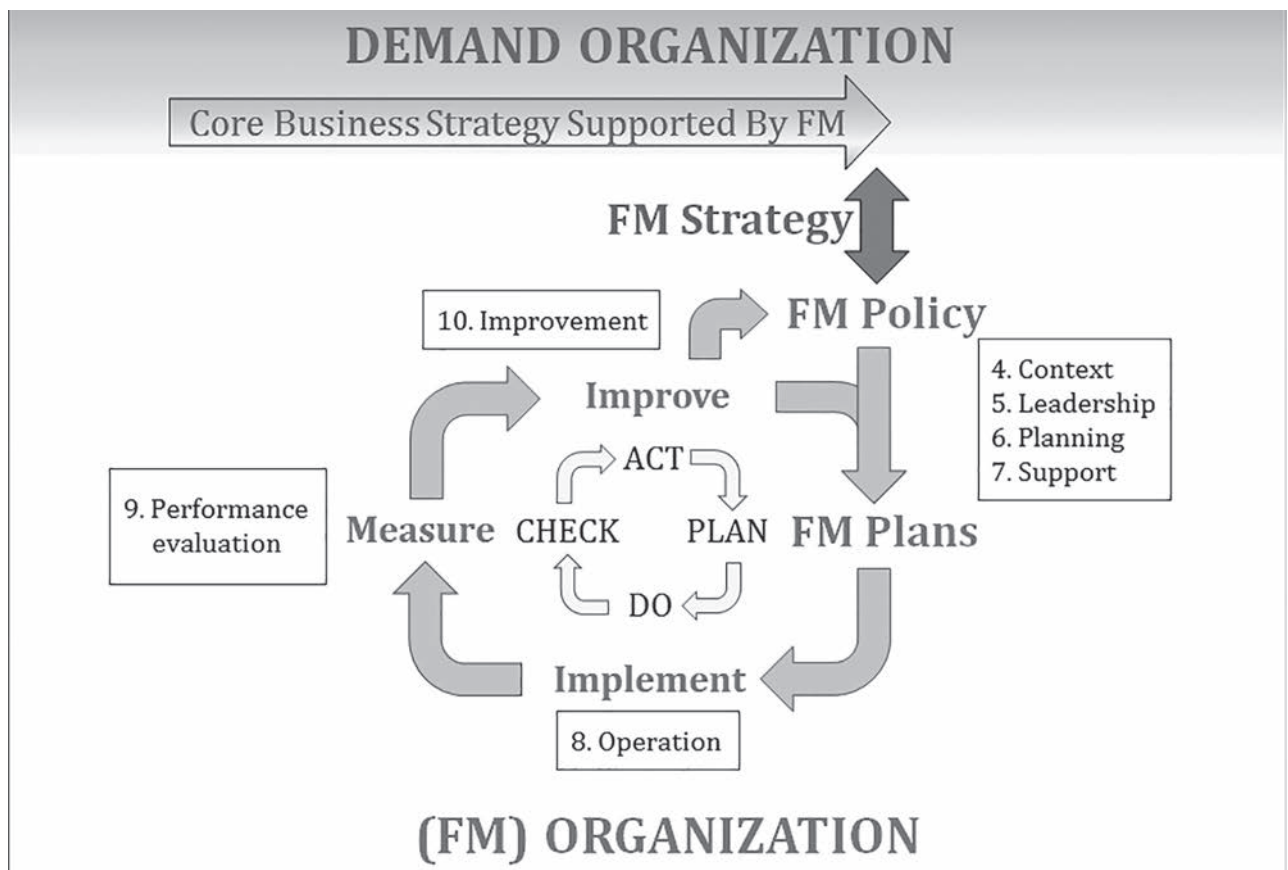 DEMAND ORGANIZATION
Core Business Strategy Supported By FM
FM Strategy
10. Improvement
FM Policy
4. Context
5. Leadership
6. Planning
7. Support
Improve
ACT
9. Performance
evaluation
Measure
CHECK
PLAN
FM Plans
DO
Implement
8. Operation
(FM) ORGANIZATION